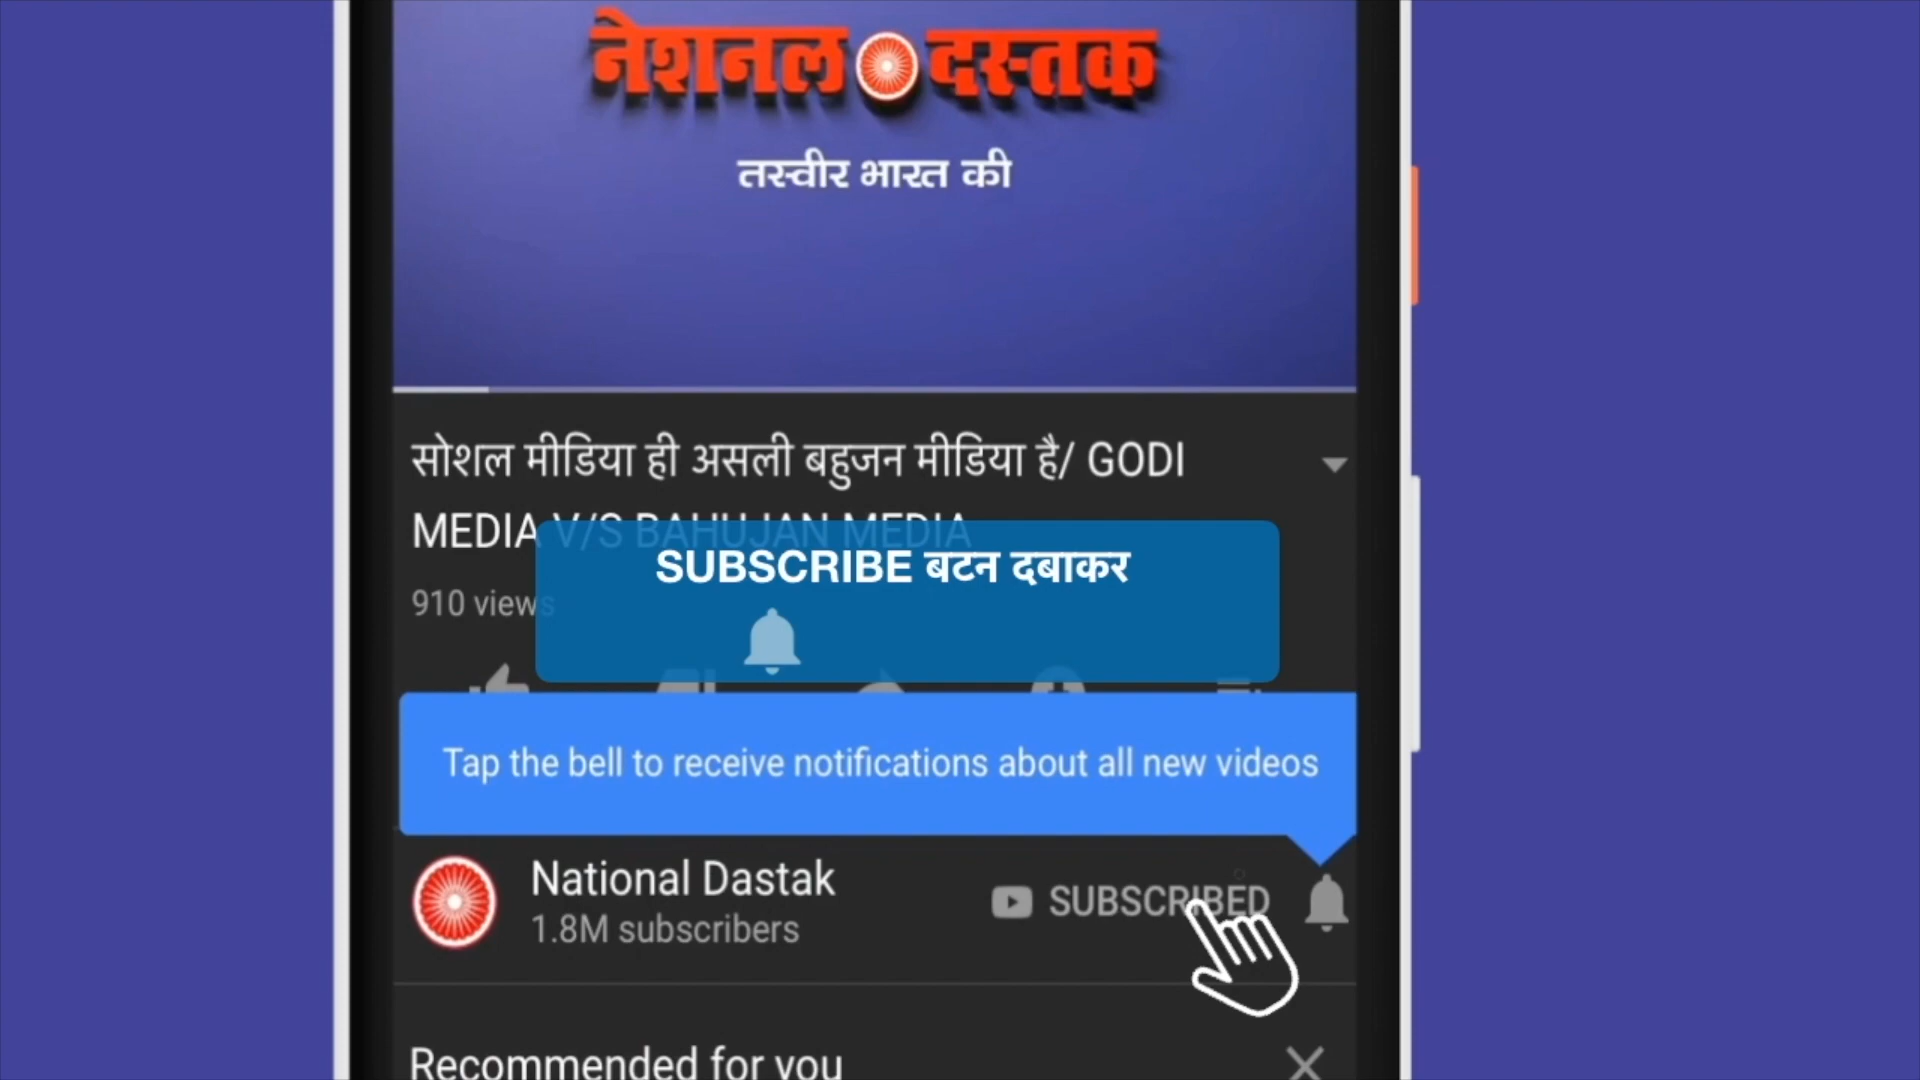 नेशनल दस्तक
तस्वीर भारत की
सोशल मीडिया ही असली बहुजन मीडिया है/ GODI
MEDIA V/S BAHUJAN MEDIA
910 views
SUBSCRIBE बटन दबाकर
Tap the bell to receive notifications about all new videos
National Dastak
1.8M subscribers
SUBSCRIBED
Recommended for you